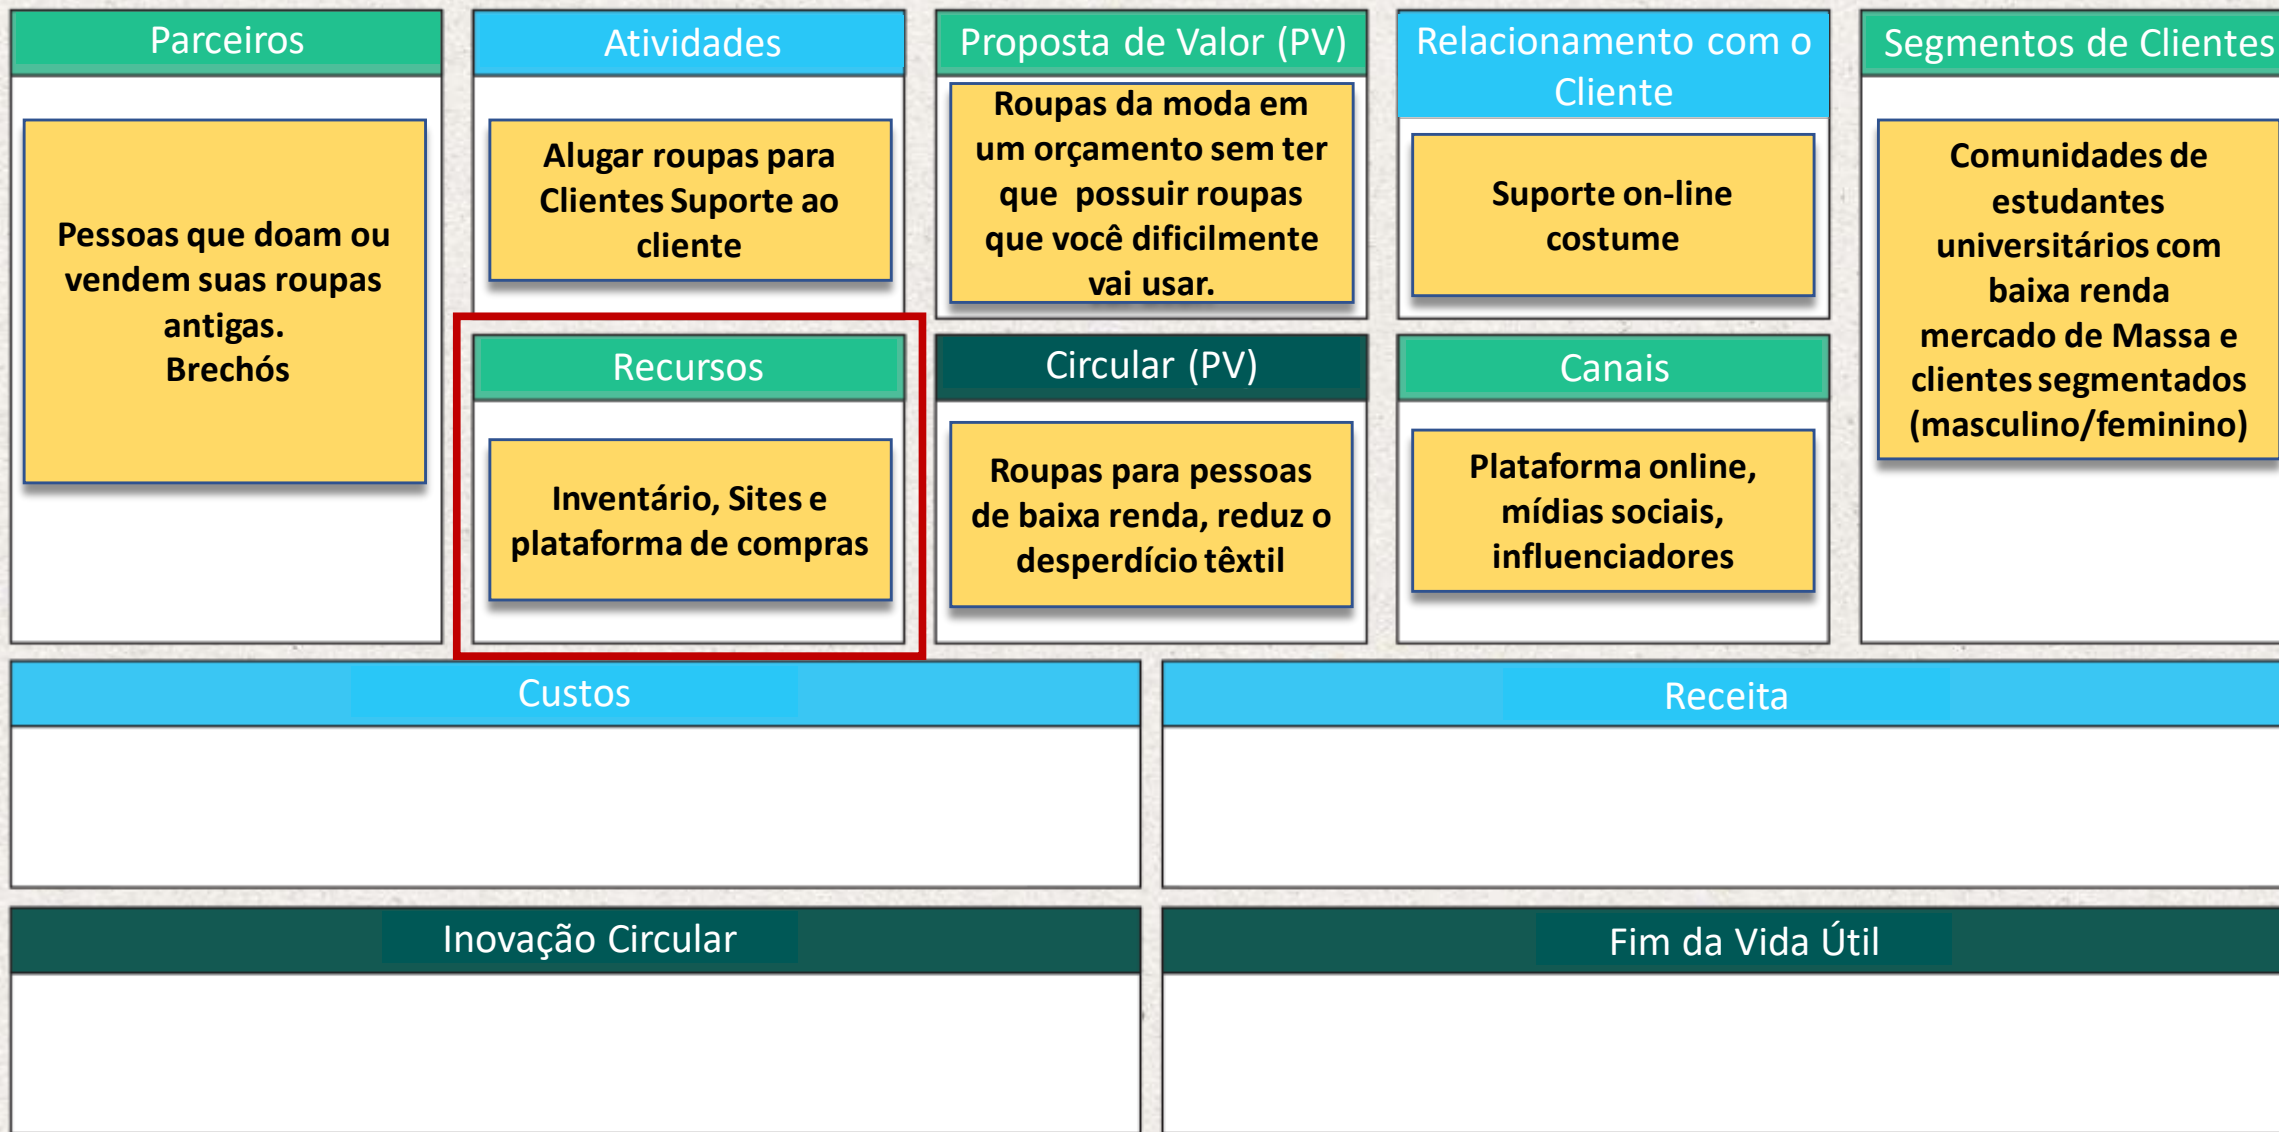 Parceiros
Pessoas que doam ou
vendem suas roupas
antigas.
Brechós
Atividades
Alugar roupas para
Clientes Suporte ao
cliente
Recursos
Inventário, Sites e
plataforma de compras
Proposta de Valor (PV)
Roupas da moda em
um orçamento sem ter
que possuir roupas
que você dificilmente
vai usar.
Circular (PV)
Roupas para pessoas
de baixa renda, reduz o
desperdício têxtil
Relacionamento com o
Cliente
Suporte on-line
costume
Canais
Plataforma online,
mídias sociais,
influenciadores
Segmentos de Clientes
Comunidades de
estudantes
universitários com
baixa renda
mercado de Massa e
clientes segmentados
(masculino/feminino)
Custos
Receita
Inovação Circular
Fim da Vida Útil